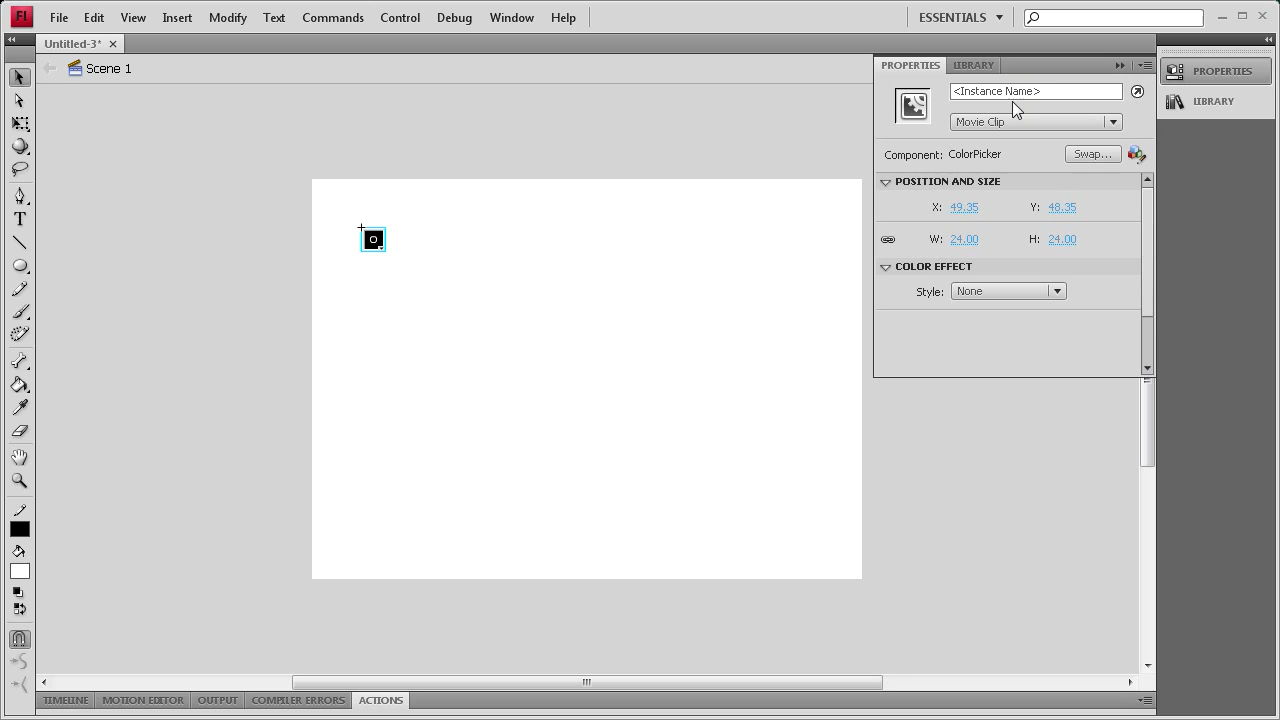 Fl File Edit View Insert Modify Text Commands Control Debug Window Help ESSENTIALS
Untitled-3*
Scene 1
PROPERTIES LIBRARY
PROPERTIES
LIBRARY
<Instance Name>
Movie Clip
Component: ColorPicker Swap...
POSITION AND SIZE
X: 49.35 Y: 48.35
W: 24.00 H: 24.00
COLOR EFFECT
Style: None
TIMELINE MOTION EDITOR OUTPUT COMPILER ERRORS ACTIONS